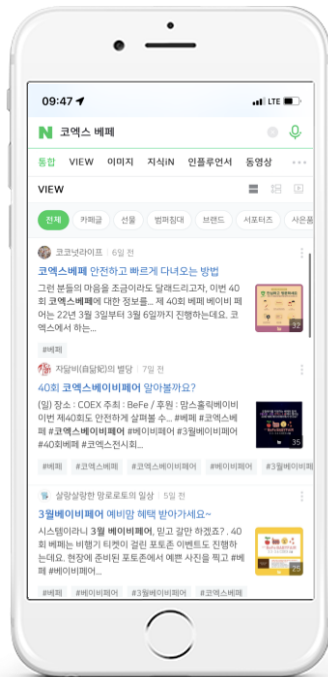 09:47 LTE
N 코엑스 베페
통합 VIEW 이미지 지식iN 인플루언서 동영상
VIEW
전체 카페글 선물 범퍼침대 브랜드 서포터즈 사은품
코코넛라이프 6일 전
코엑스베페 안전하고 빠르게 다녀오는 방법
그런 분들의 마음을 조금이라도 달래드리고자, 이번 40
회 코엑스베페에 대한 정보를... 제 40회 베페 베이비 페
어는 22년 3월 3일부터 3월 6일까지 진행하는데요. 코
엑스에서 하는...
32
#베페
자달비(自달妃)의 별당 7일 전
40회 코엑스베이비페어 알아볼까요?
(일) 장소 : COEX 주최 : BeFe / 후원 : 맘스홀릭베이비
이번 제40회도 안전하게 살펴볼 수... #베페 #코엑스베
페 #코엑스베이비페어 #베이비페어 #3월베이비페어
#40회베페 #코엑스전시회...
35
#베페 #코엑스베페 #코엑스베이비페어 #베이비페어 #3월베이비페
살랑살랑한 망로로토의 일상 5일 전
3월베이비페어 예비맘 혜택 받아가세요~
시스템이라니 3월 베이비페어, 믿고 갈만 하겠죠? , 40
회 베페는 비행기 티켓이 걸린 포토존 이벤트도 진행하
는데요. 현장에 준비된 포토존에서 예쁜 사진을 찍고 #베
페 #베이비페어...
25
#베페 #베이비페어 #3월베이비페어 #코엑스베페